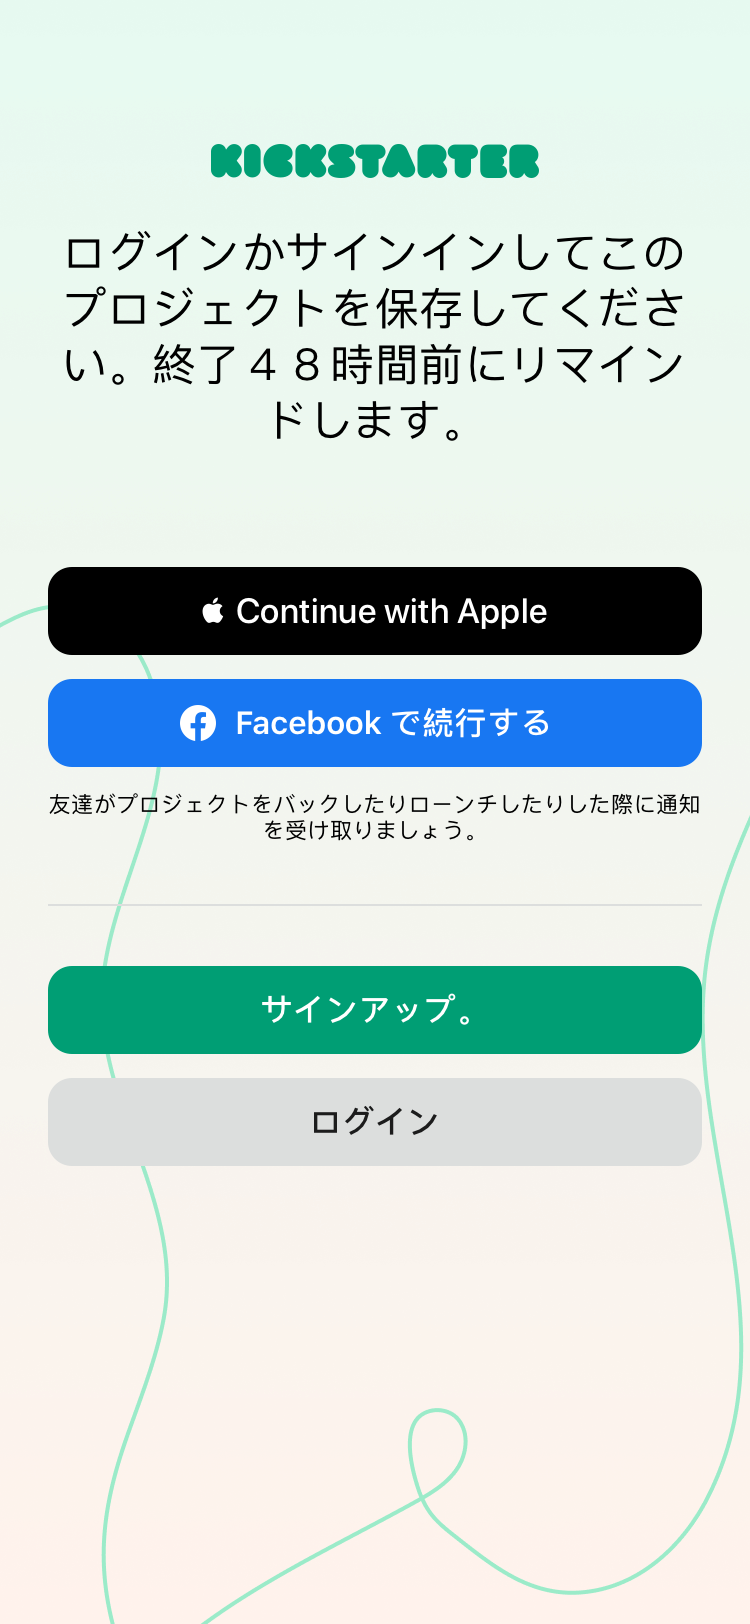 KICKSTARTER
ログインかサインインしてこの
プロジェクトを保存してくださ
い。終了４８時間前にリマイン
ドします。
Continue with Apple
Facebook で続行する
友達がプロジェクトをバックしたりローンチしたりした際に通知
を受け取りましょう。
サインアップ。
ログイン